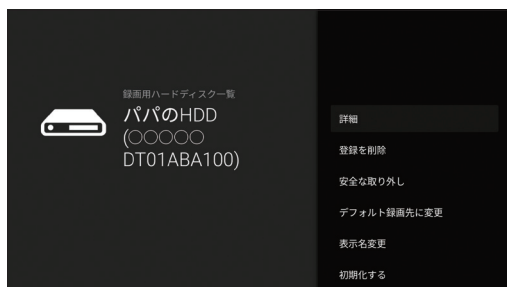 録画用ハードディスク一覧
パパのHDD
(○○○○○
DT01ABA100)
詳細
登録を削除
安全な取り外し
デフォルト録画先に変更
表示名変更
初期化する